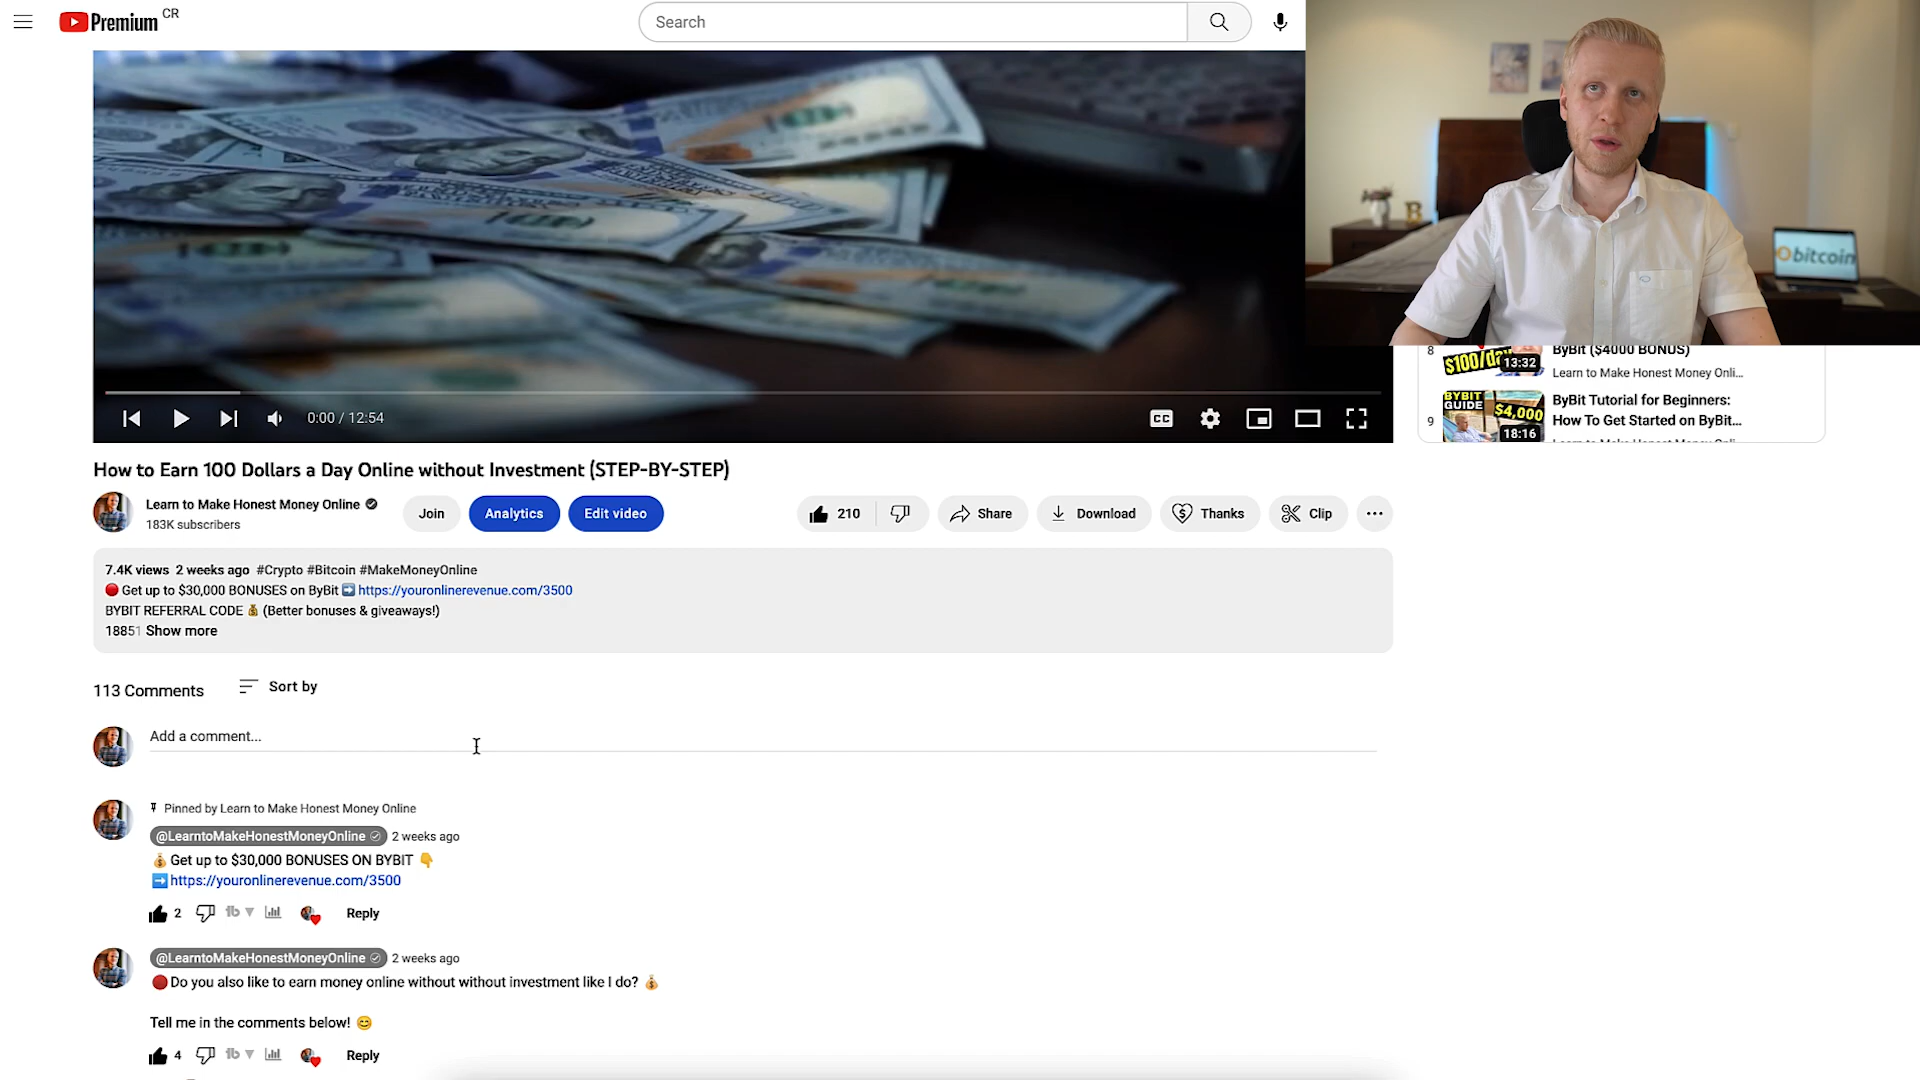 Premium CR
Search
bitcoin
8
$100/day
13:32
ByBit ($4000 BONUS)
Learn to Make Honest Money Onli...
9
BYBIT
GUIDE
$4,000
18:16
ByBit Tutorial for Beginners:
How To Get Started on ByBit...
0:00 / 12:54
CC
How to Earn 100 Dollars a Day Online without Investment (STEP-BY-STEP)
Learn to Make Honest Money Online
183K subscribers
Join
Analytics
Edit video
210
Share
Download
Thanks
Clip
7.4K views 2 weeks ago #Crypto #Bitcoin #MakeMoneyOnline
Get up to $30,000 BONUSES on ByBit ➡️ https://youronlinerevenue.com/3500
BYBIT REFERRAL CODE 💰 (Better bonuses & giveaways!)
18851 Show more
113 Comments
Sort by
Add a comment...
Pinned by Learn to Make Honest Money Online
@LearntoMakeHonestMoneyOnline 2 weeks ago
💰 Get up to $30,000 BONUSES ON BYBIT 👇
➡️ https://youronlinerevenue.com/3500
2
Reply
@LearntoMakeHonestMoneyOnline 2 weeks ago
🔴 Do you also like to earn money online without without investment like I do? 💰
Tell me in the comments below! 😊
4
Reply